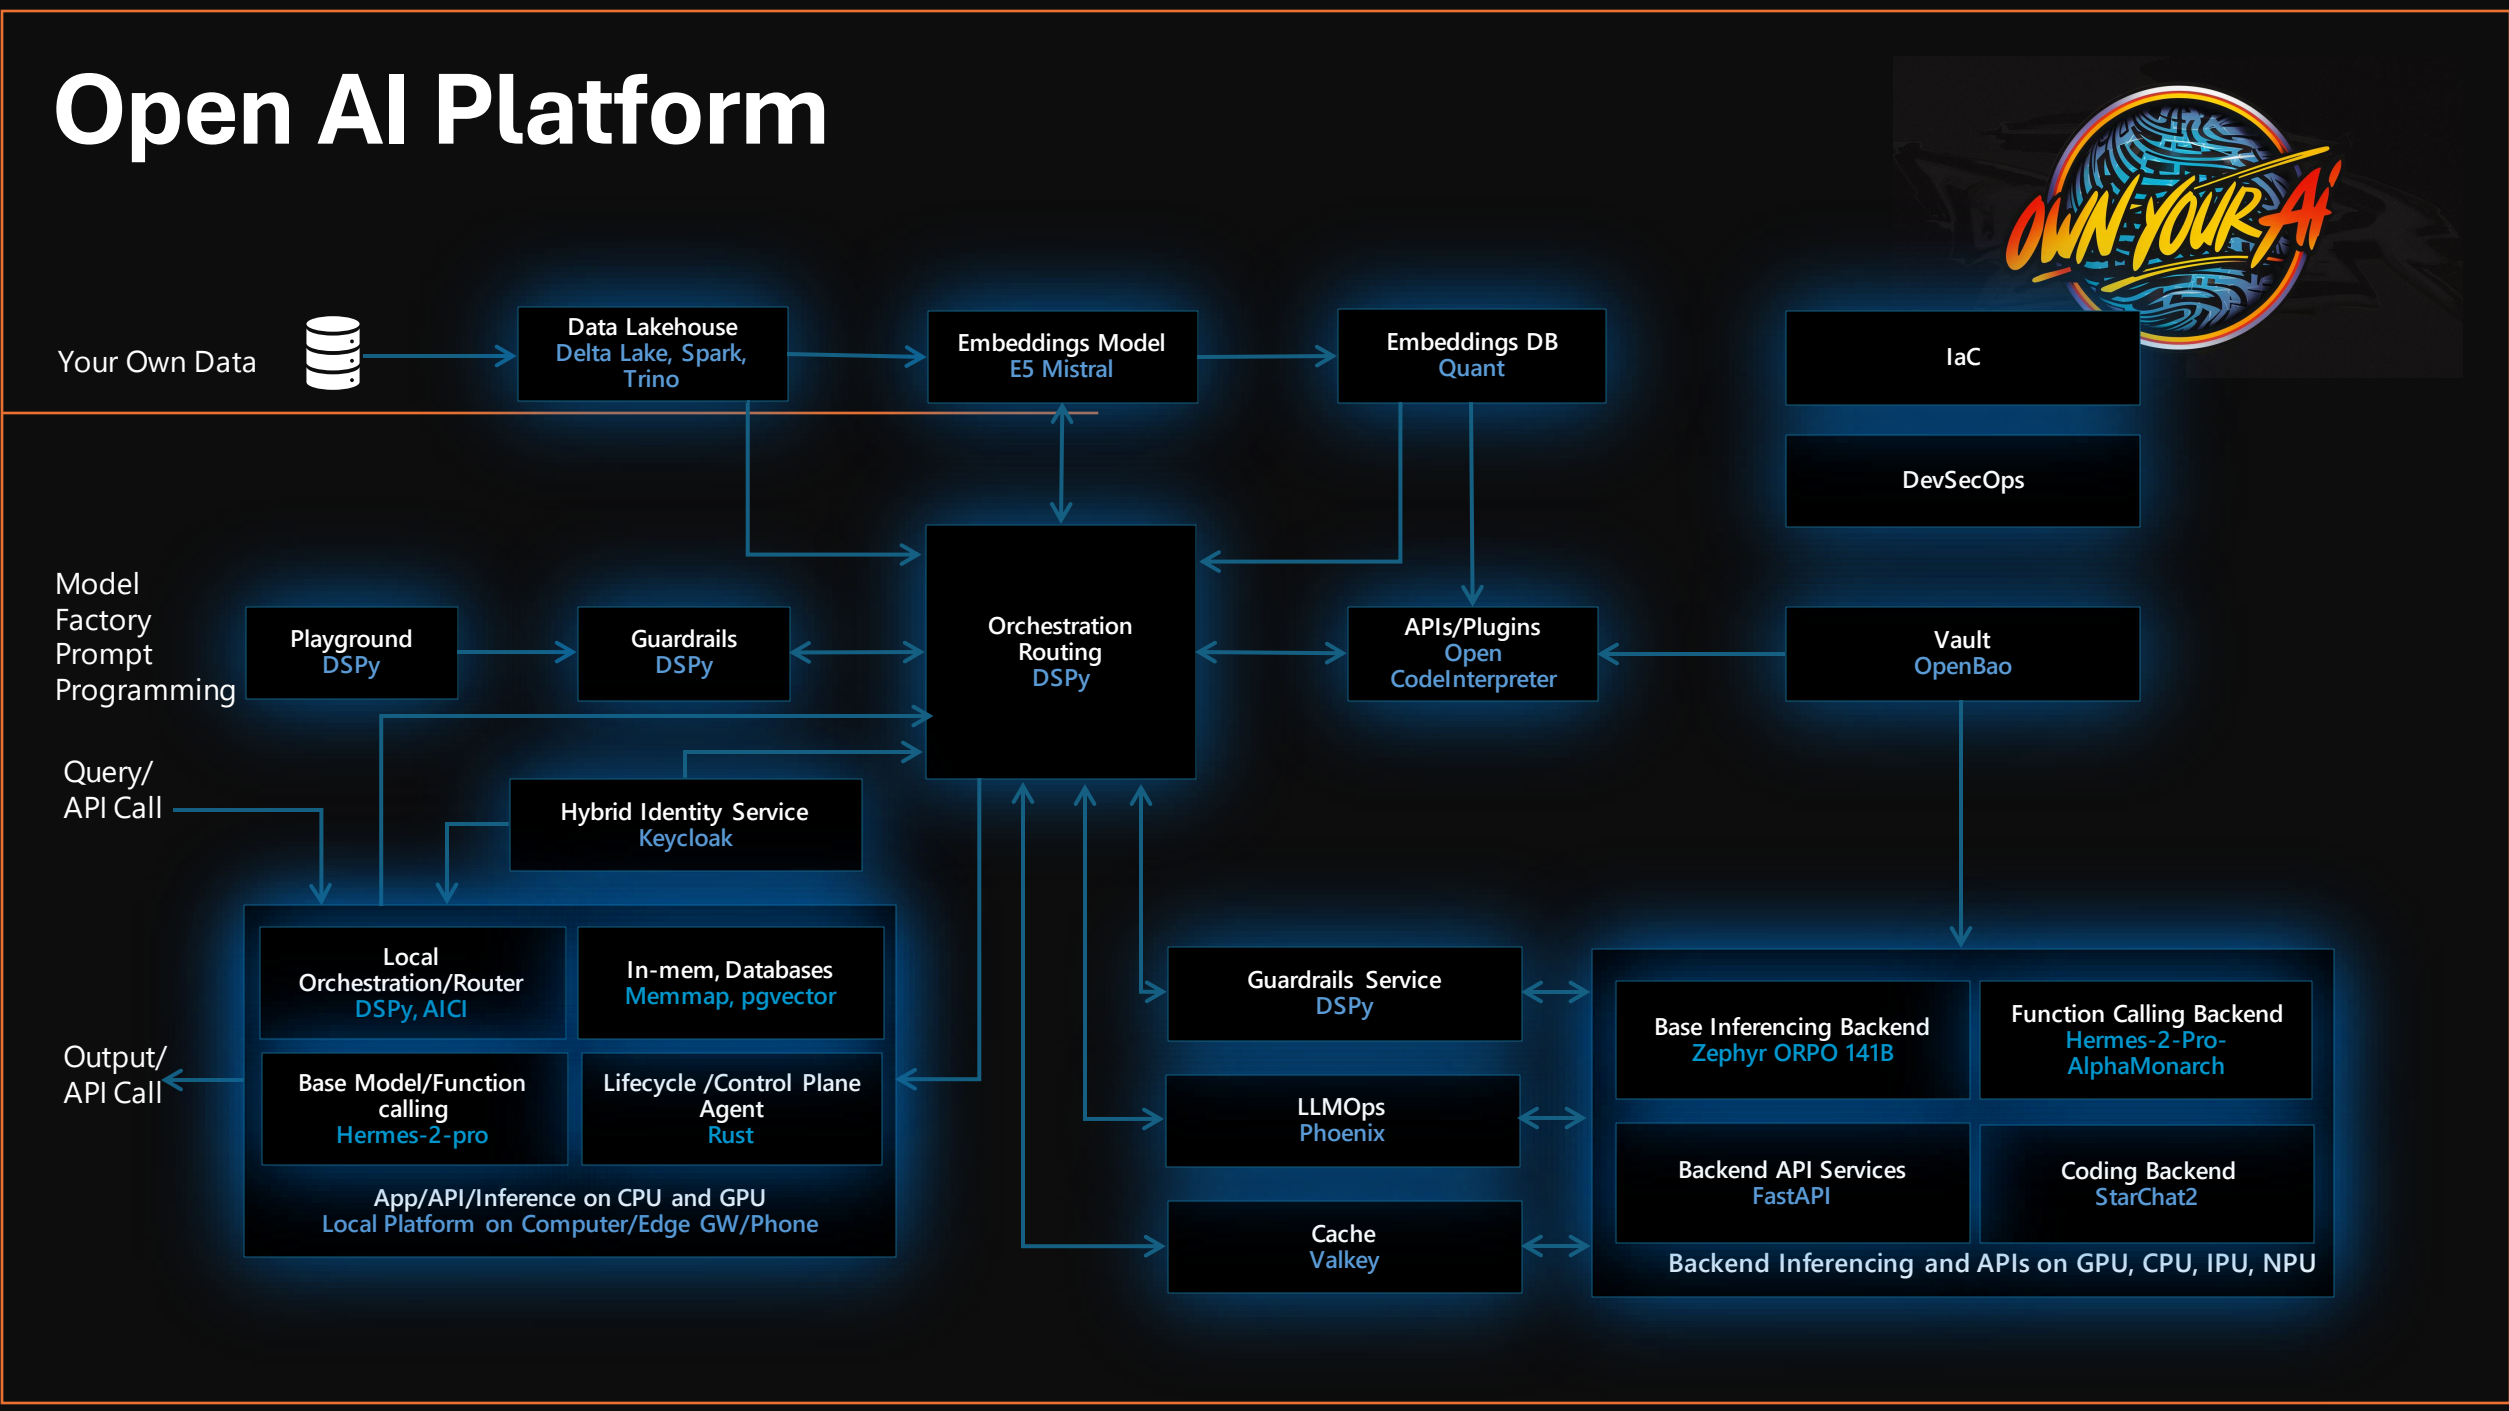 Open AI Platform
OWN YOUR Ai
Your Own Data
Data Lakehouse
Delta Lake, Spark,
Trino
Embeddings Model
E5 Mistral
Embeddings DB
Quant
IaC
DevSecOps
Model
Factory
Prompt
Programming
Playground
DSPy
Guardrails
DSPy
Orchestration
Routing
DSPy
APIs/Plugins
Open
CodeInterpreter
Vault
OpenBao
Query/
API Call
Hybrid Identity Service
Keycloak
Local
Orchestration/Router
DSPy, AICI
In-mem, Databases
Memmap, pgvector
Output/
API Call
Base Model/Function
calling
Hermes-2-pro
Lifecycle /Control Plane
Agent
Rust
App/API/Inference on CPU and GPU
Local Platform on Computer/Edge GW/Phone
Guardrails Service
DSPy
LLMOps
Phoenix
Cache
Valkey
Base Inferencing Backend
Zephyr ORPO 141B
Function Calling Backend
Hermes-2-Pro-
AlphaMonarch
Backend API Services
FastAPI
Coding Backend
StarChat2
Backend Inferencing and APIs on GPU, CPU, IPU, NPU